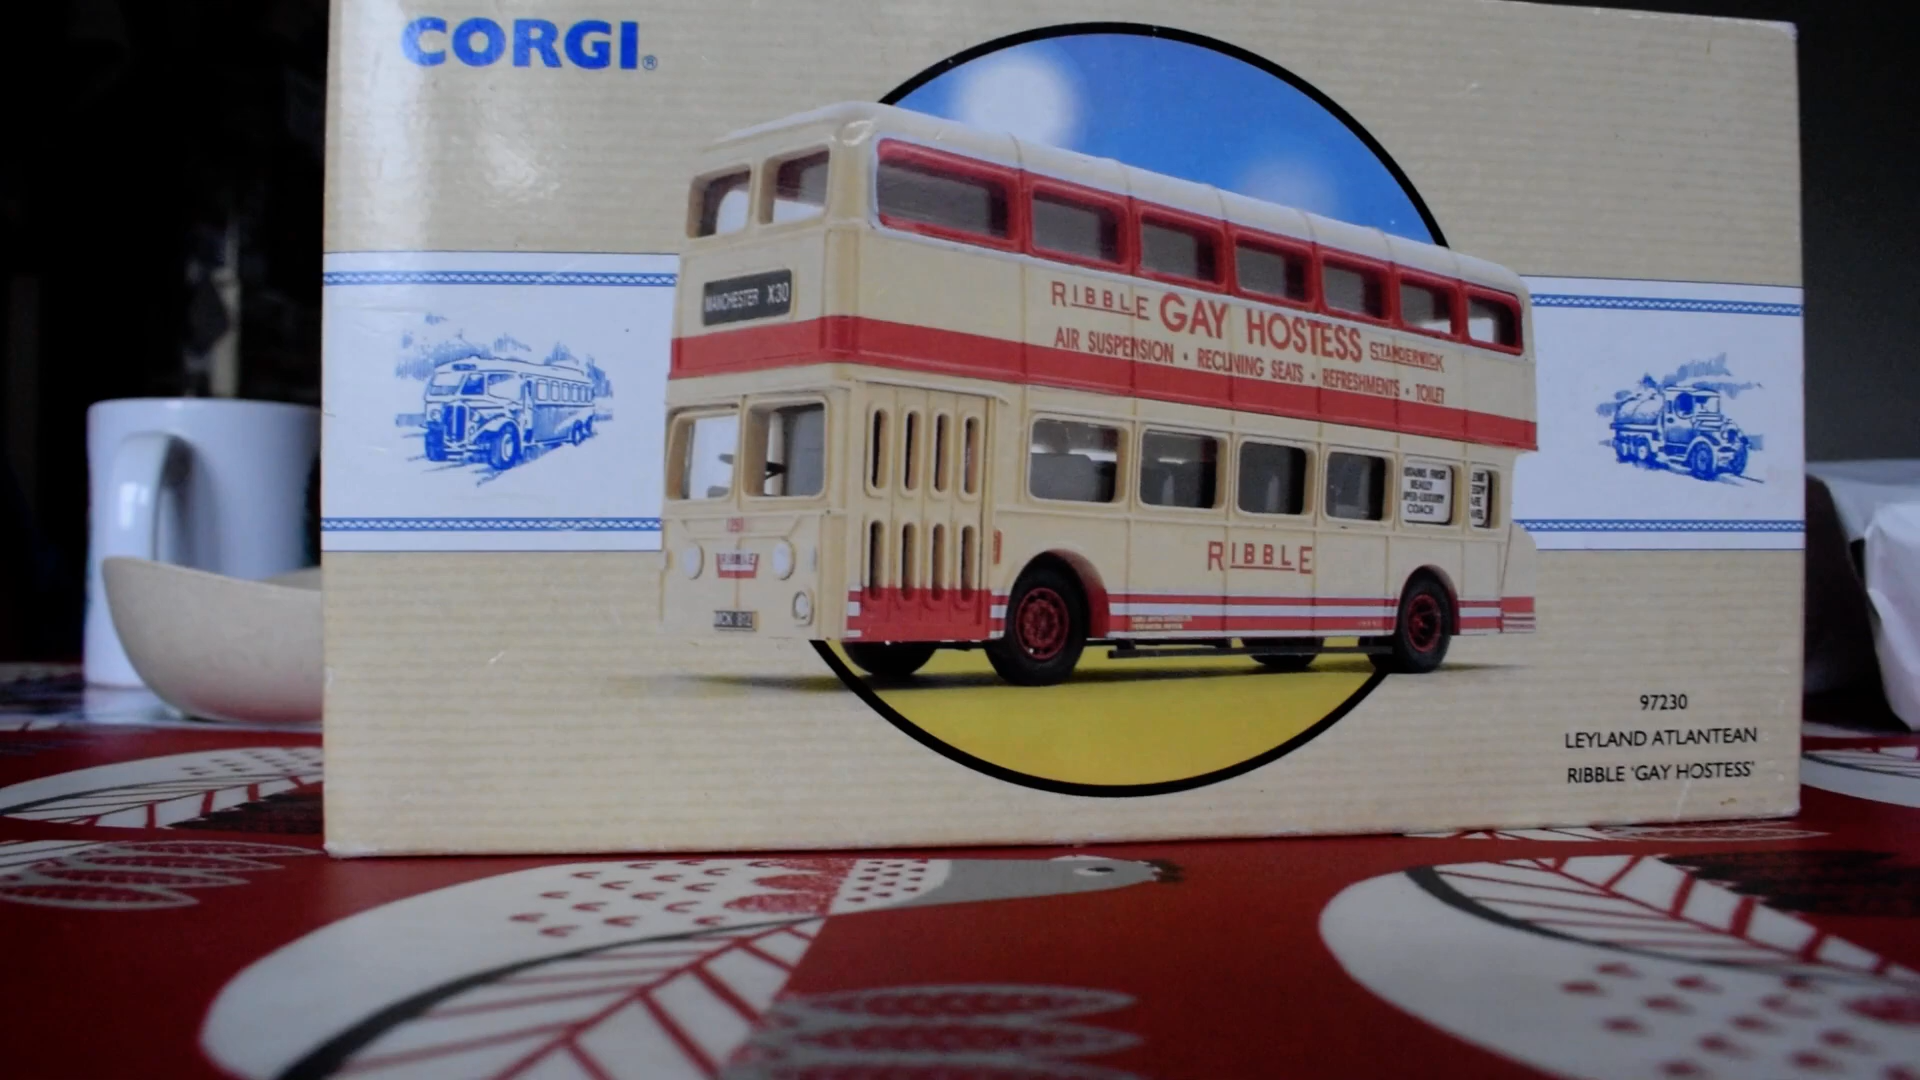 CORGI®
MANCHESTER X30
RIBBLE GAY HOSTESS STANDERWICK
AIR SUSPENSION • RECLINING SEATS • REFRESHMENTS • TOILET
COACH
RIBBLE
RIBBLE
97230
LEYLAND ATLANTEAN
RIBBLE 'GAY HOSTESS'